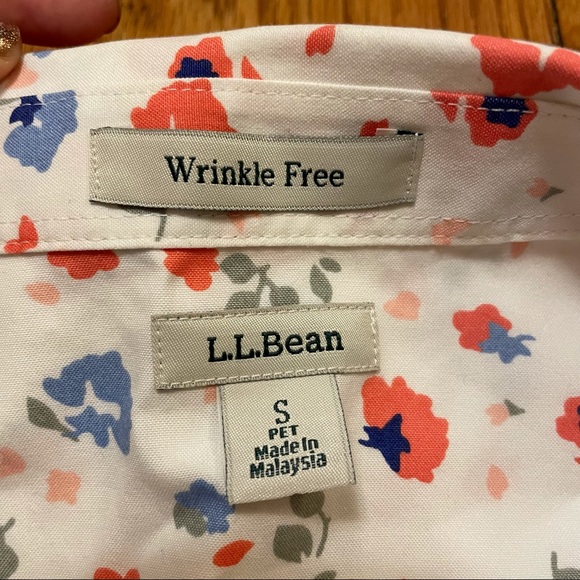 Wrinkle Free
L.L.Bean
S
PET
Made In
Malaysia